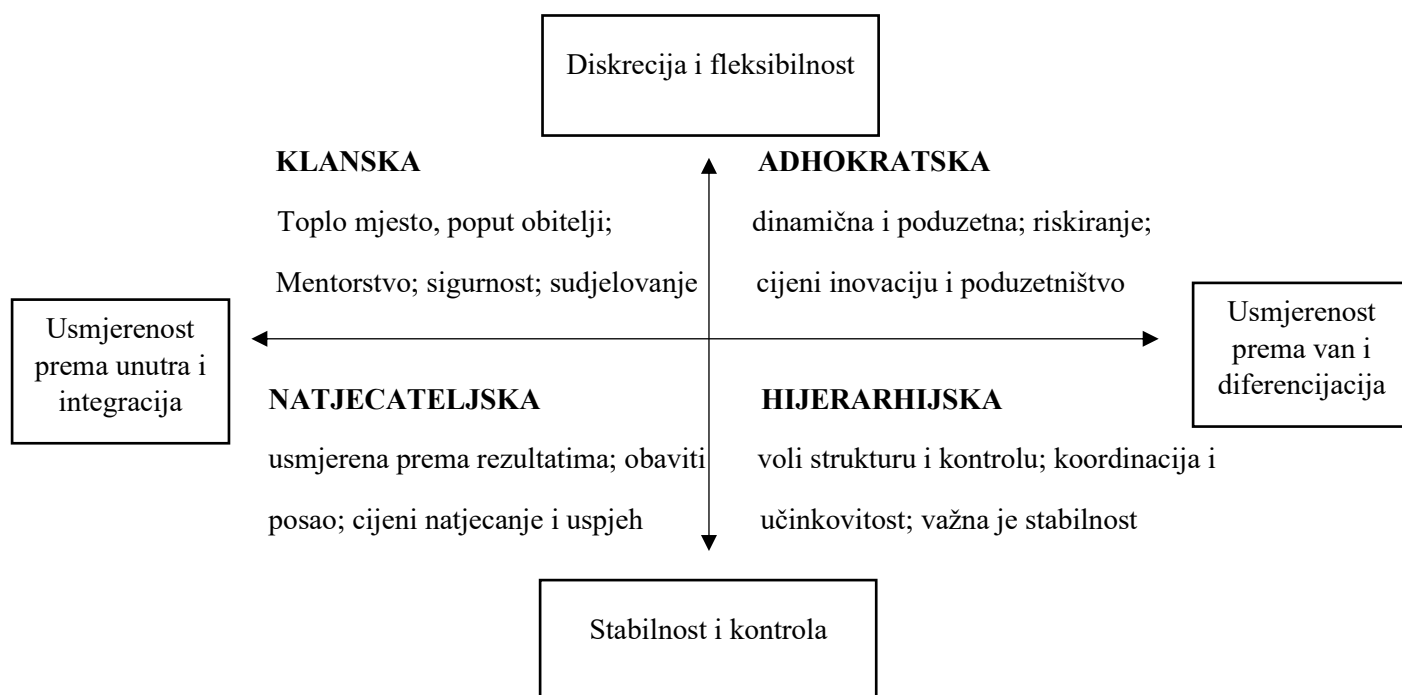 Diskrecija i fleksibilnost
KLANSKA
Toplo mjesto, poput obitelji;
Mentorstvo; sigurnost; sudjelovanje
ADHOKRATSKA
dinamična i poduzetna; riskiranje;
cijeni inovaciju i poduzetništvo
Usmjerenost
prema unutra i
integracija
Usmjerenost
prema van i
diferencijacija
NATJECATELJSKA
usmjerena prema rezultatima; obaviti
posao; cijeni natjecanje i uspjeh
HIJERARHIJSKA
voli strukturu i kontrolu; koordinacija i
učinkovitost; važna je stabilnost
Stabilnost i kontrola